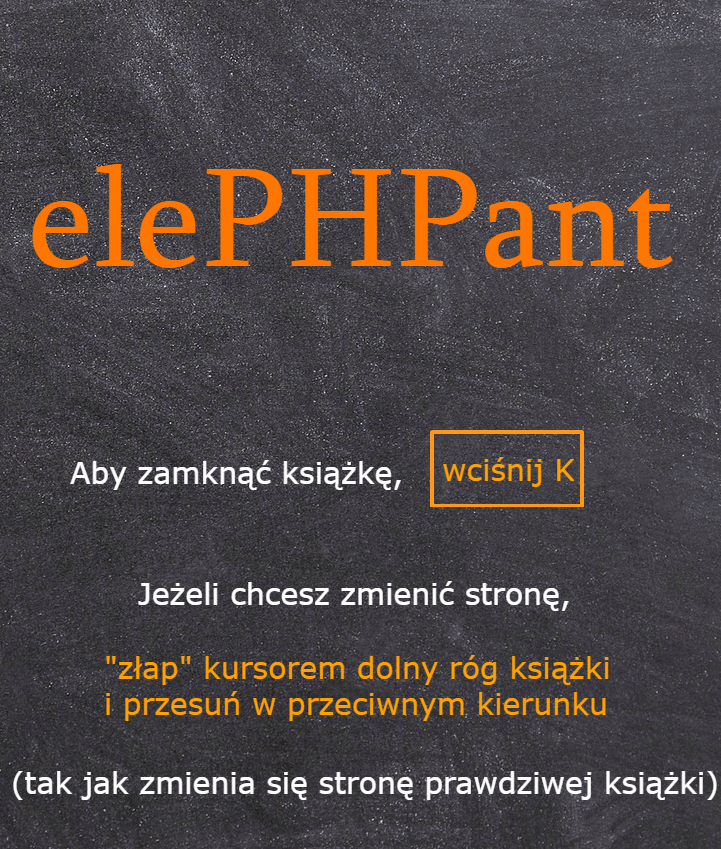 elePHPant
Aby zamknąć książkę, wciśnij K
Jeżeli chcesz zmienić stronę,
"złap" kursorem dolny róg książki
i przesuń w przeciwnym kierunku
(tak jak zmienia się stronę prawdziwej książki)